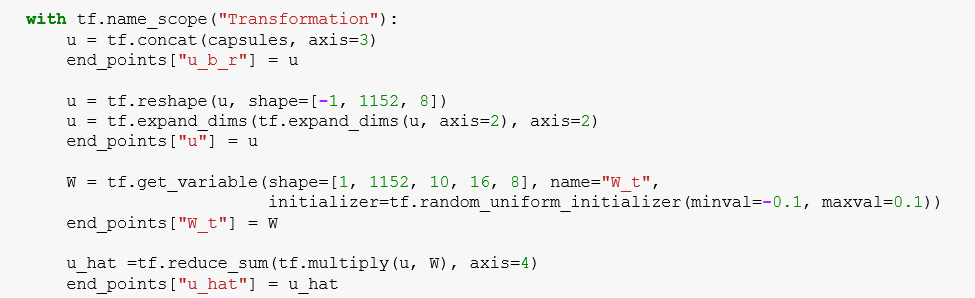 with tf.name_scope("Transformation"):
    u = tf.concat(capsules, axis=3)
    end_points["u_b_r"] = u

    u = tf.reshape(u, shape=[-1, 1152, 8])
    u = tf.expand_dims(tf.expand_dims(u, axis=2), axis=2)
    end_points["u"] = u

    W = tf.get_variable(shape=[1, 1152, 10, 16, 8], name="W_t",
                        initializer=tf.random_uniform_initializer(minval=-0.1, maxval=0.1))
    end_points["W_t"] = W

    u_hat =tf.reduce_sum(tf.multiply(u, W), axis=4)
    end_points["u_hat"] = u_hat